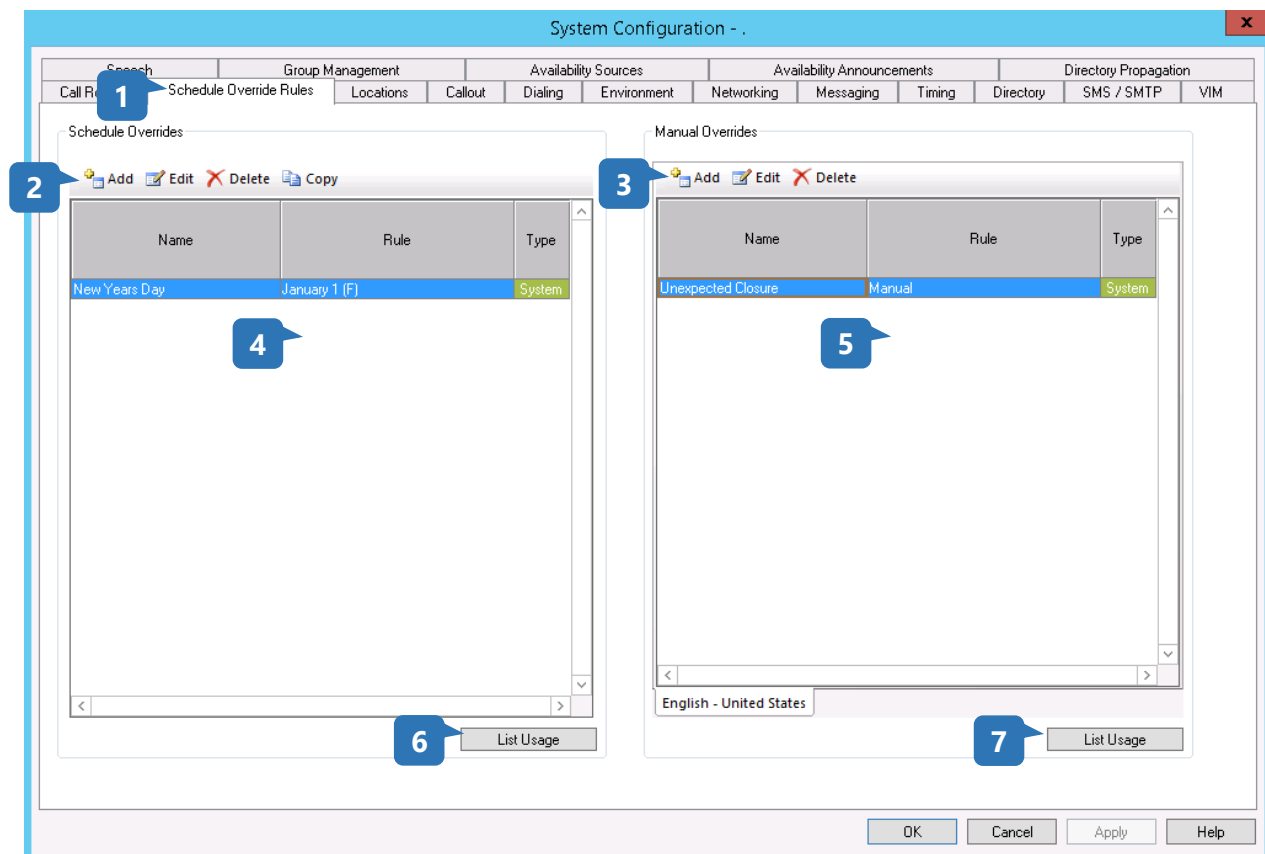 System Configuration - .
x
Speech Group Management Availability Sources Availability Announcements Directory Propagation
Call 1 Schedule Override Rules Locations Callout Dialing Environment Networking Messaging Timing Directory SMS / SMTP VIM
Schedule Overrides Manual Overrides
2 Add Edit Delete Copy 3 Add Edit Delete
Name Rule Type Name Rule Type
New Years Day January 1 (F) System Unexpected Closure Manual System
4 5
English - United States
6 List Usage 7 List Usage
OK Cancel Apply Help